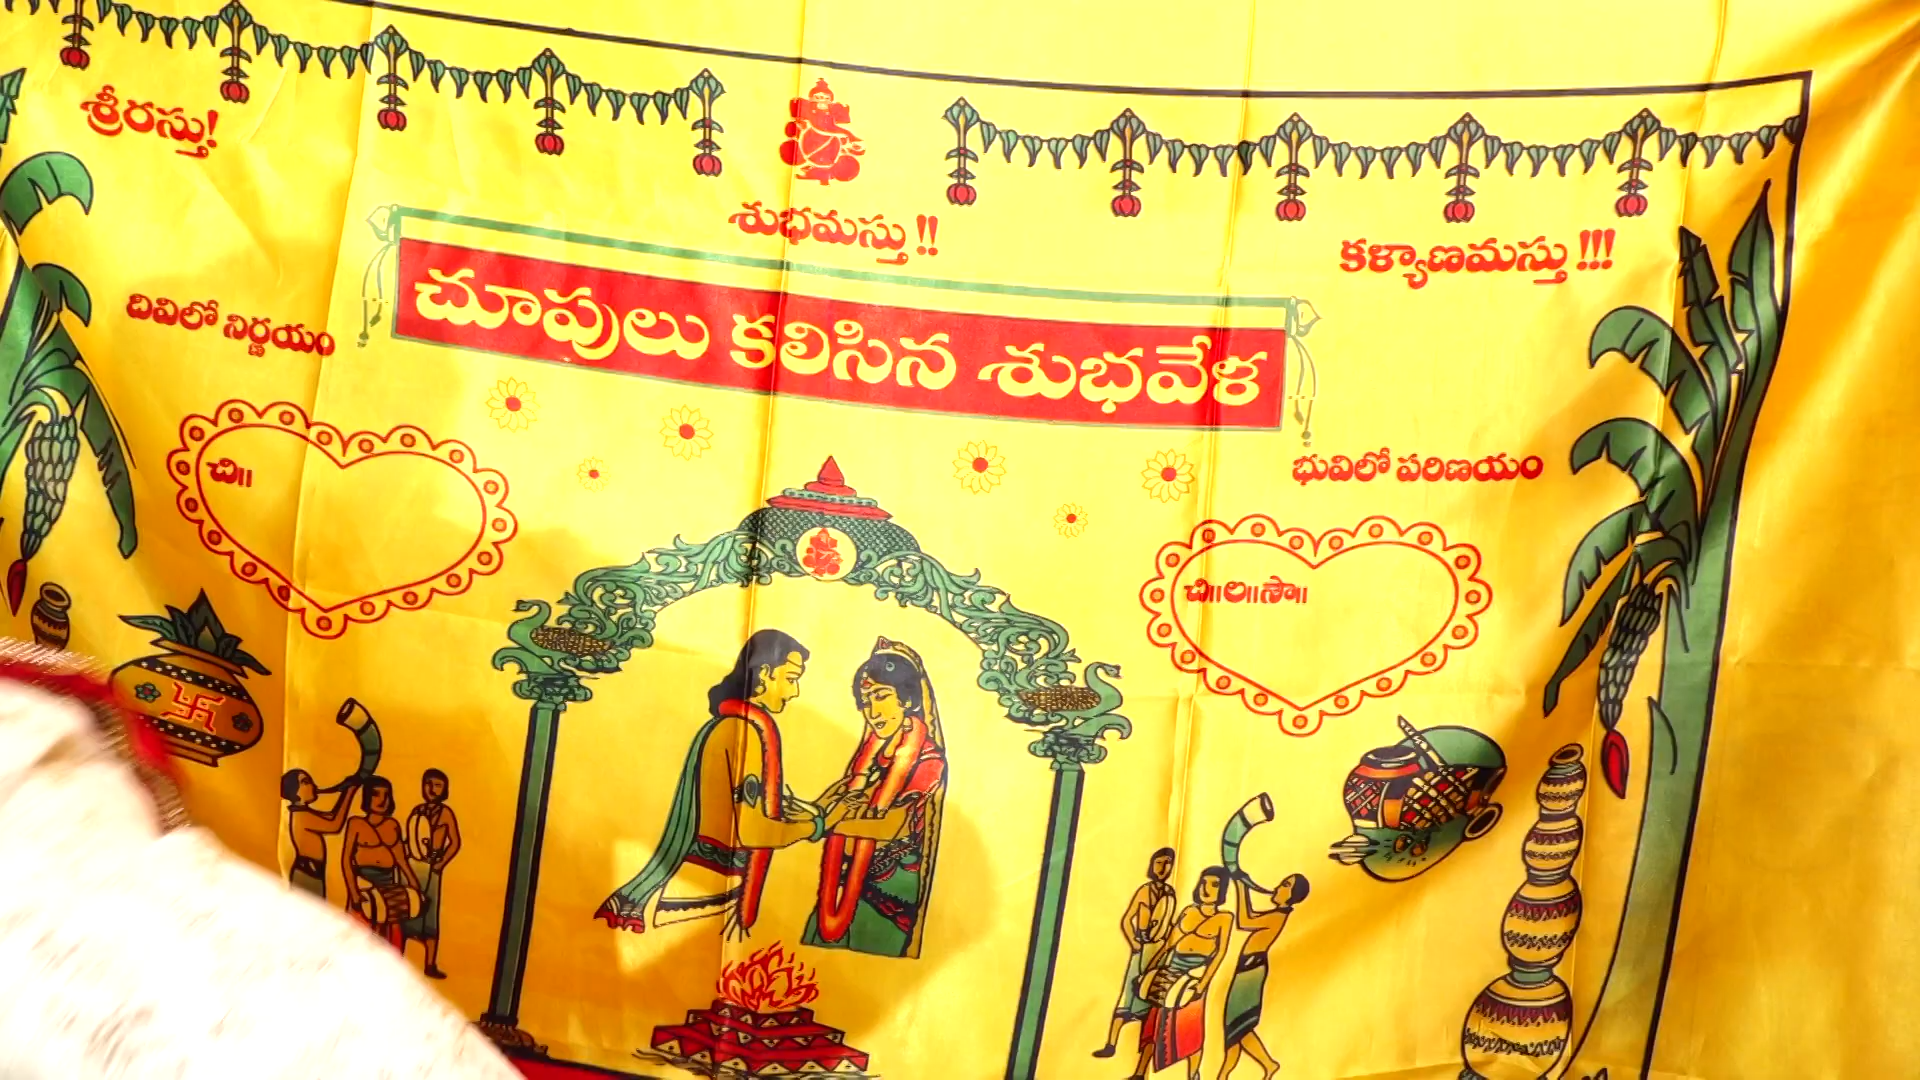 శ్రీరస్తు!
శుభమస్తు !!
కళ్యాణమస్తు !!!
చూపులు కలిసిన శుభవేళ
దివిలో నిర్ణయం
భువిలో పరిణయం
చి॥
చి॥ల॥సౌ॥